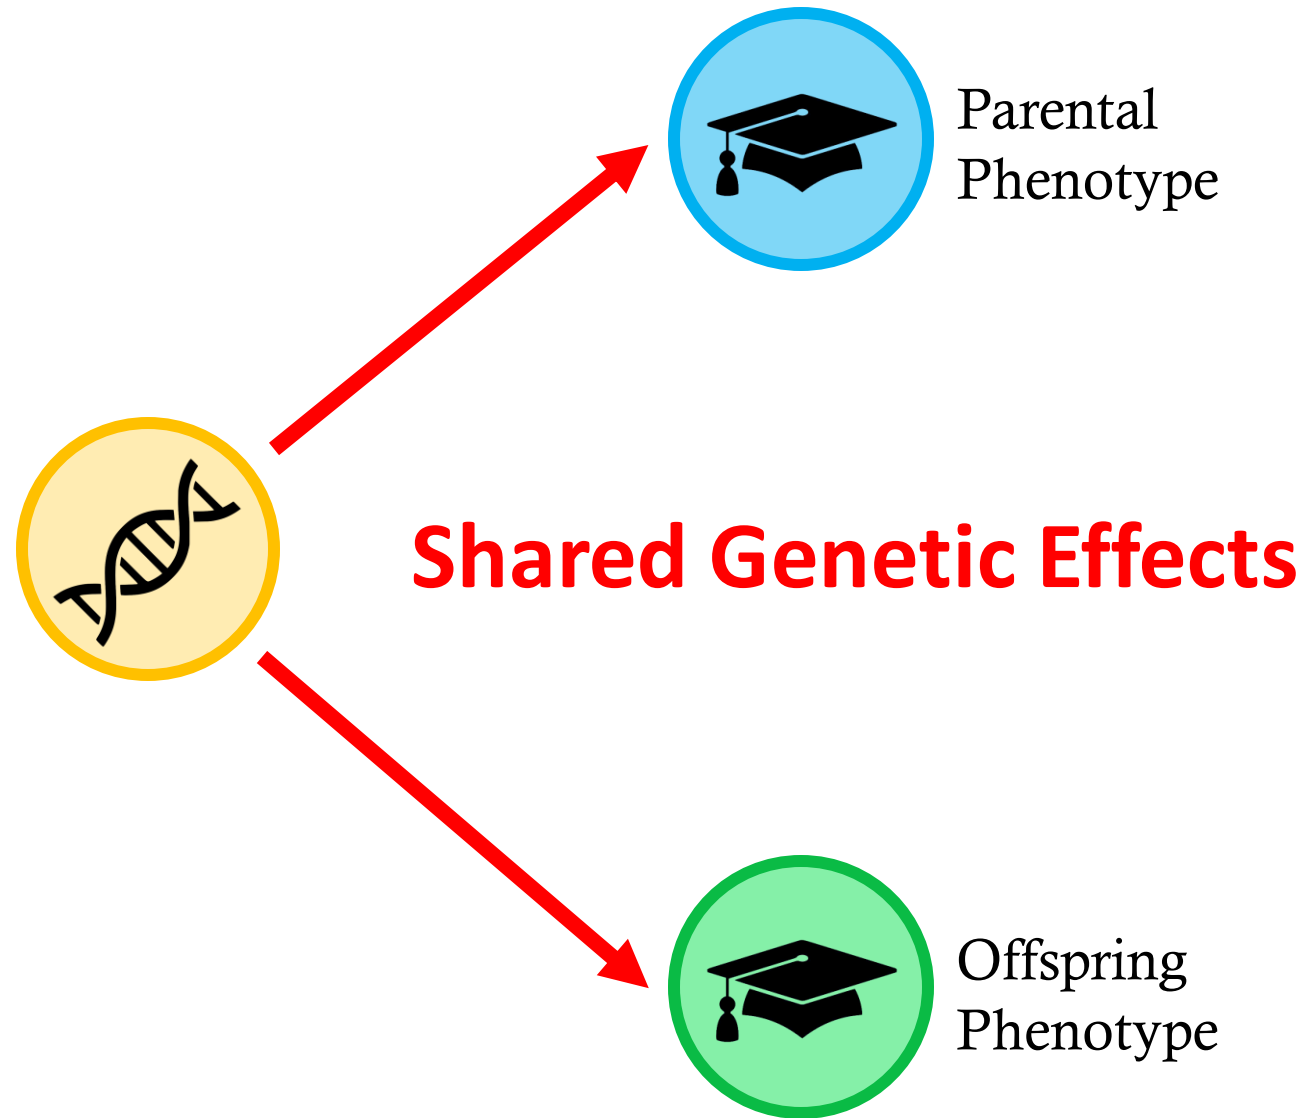 Parental
Phenotype
Shared Genetic Effects
Offspring
Phenotype